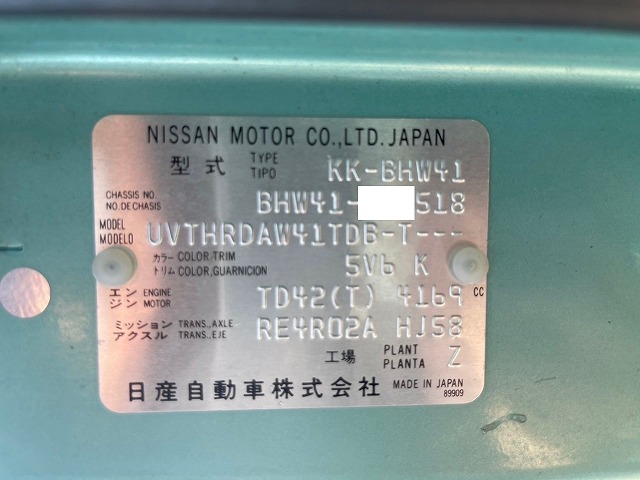 NISSAN MOTOR CO.,LTD. JAPAN
型式 TYPE TIPO KK-BHW41
CHASSIS NO. NO. DE CHASIS BHW41- 518
MODEL MODELO UVTHRDAW41TDB-T---
カラー COLOR,TRIM トリム COLOR,GUARNICION 5V6 K
エンジン ENGINE MOTOR TD42(T) 4169 CC
ミッション TRANS.,AXLE アクスル TRANS.,EJE RE4R02A HJ58
工場 PLANT PLANTA Z
日産自動車株式会社 MADE IN JAPAN
89909